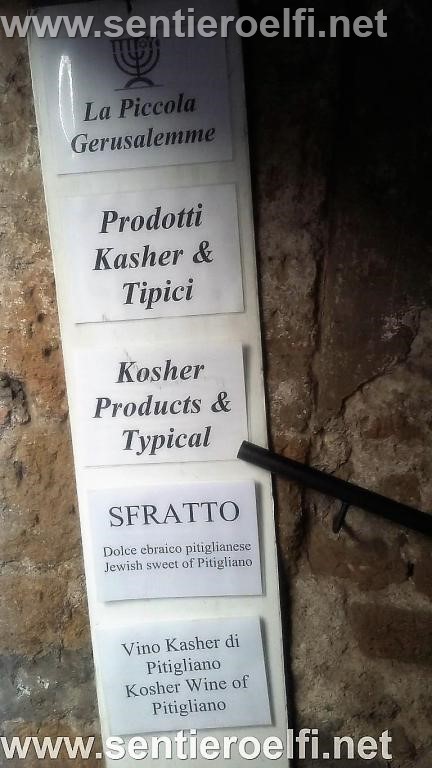 www.sentieroelfi.net
La Piccola
Gerusalemme
Prodotti
Kasher &
Tipici
Kosher
Products &
Typical
SFRATTO
Dolce ebraico pitiglianese
Jewish sweet of Pitigliano
Vino Kasher di
Pitigliano
Kosher Wine of
Pitigliano
www.sentieroelfi.net